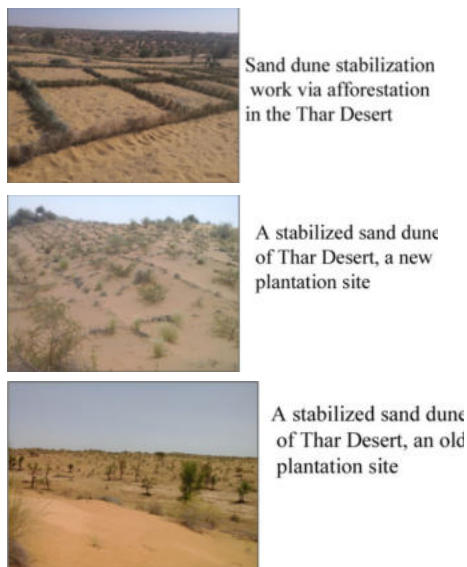 Sand dune stabilization
work via afforestation
in the Thar Desert
A stabilized sand dune
of Thar Desert, a new
plantation site
A stabilized sand dune
of Thar Desert, an old
plantation site